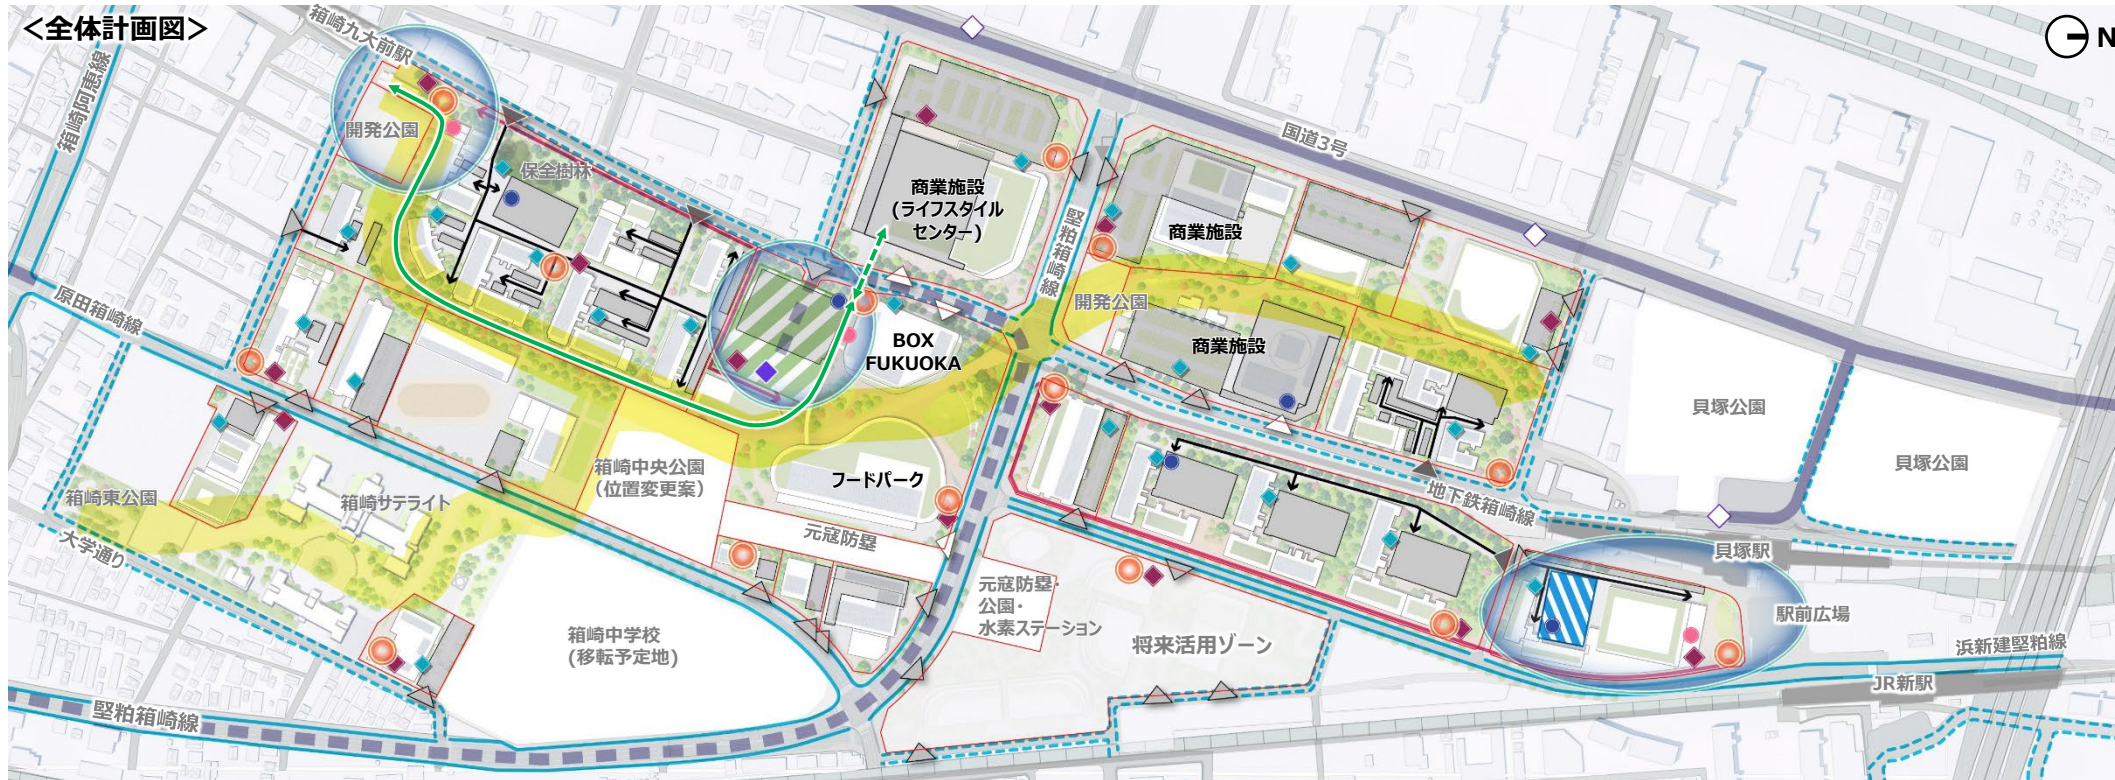 <全体計画図>
N
箱崎九大前駅
箱崎阿恵線
開発公園
保全樹林
国道3号
商業施設
(ライフスタイル
センター)
堅粕箱崎線
商業施設
開発公園
商業施設
BOX
FUKUOKA
原田箱崎線
貝塚公園
貝塚公園
箱崎中央公園
(位置変更案)
フードパーク
地下鉄箱崎線
箱崎東公園
箱崎サテライト
大学通り
元寇防塁
貝塚駅
元寇防塁・
公園・
水素ステーション
駅前広場
箱崎中学校
(移転予定地)
将来活用ゾーン
浜新建堅粕線
JR新駅
堅粕箱崎線